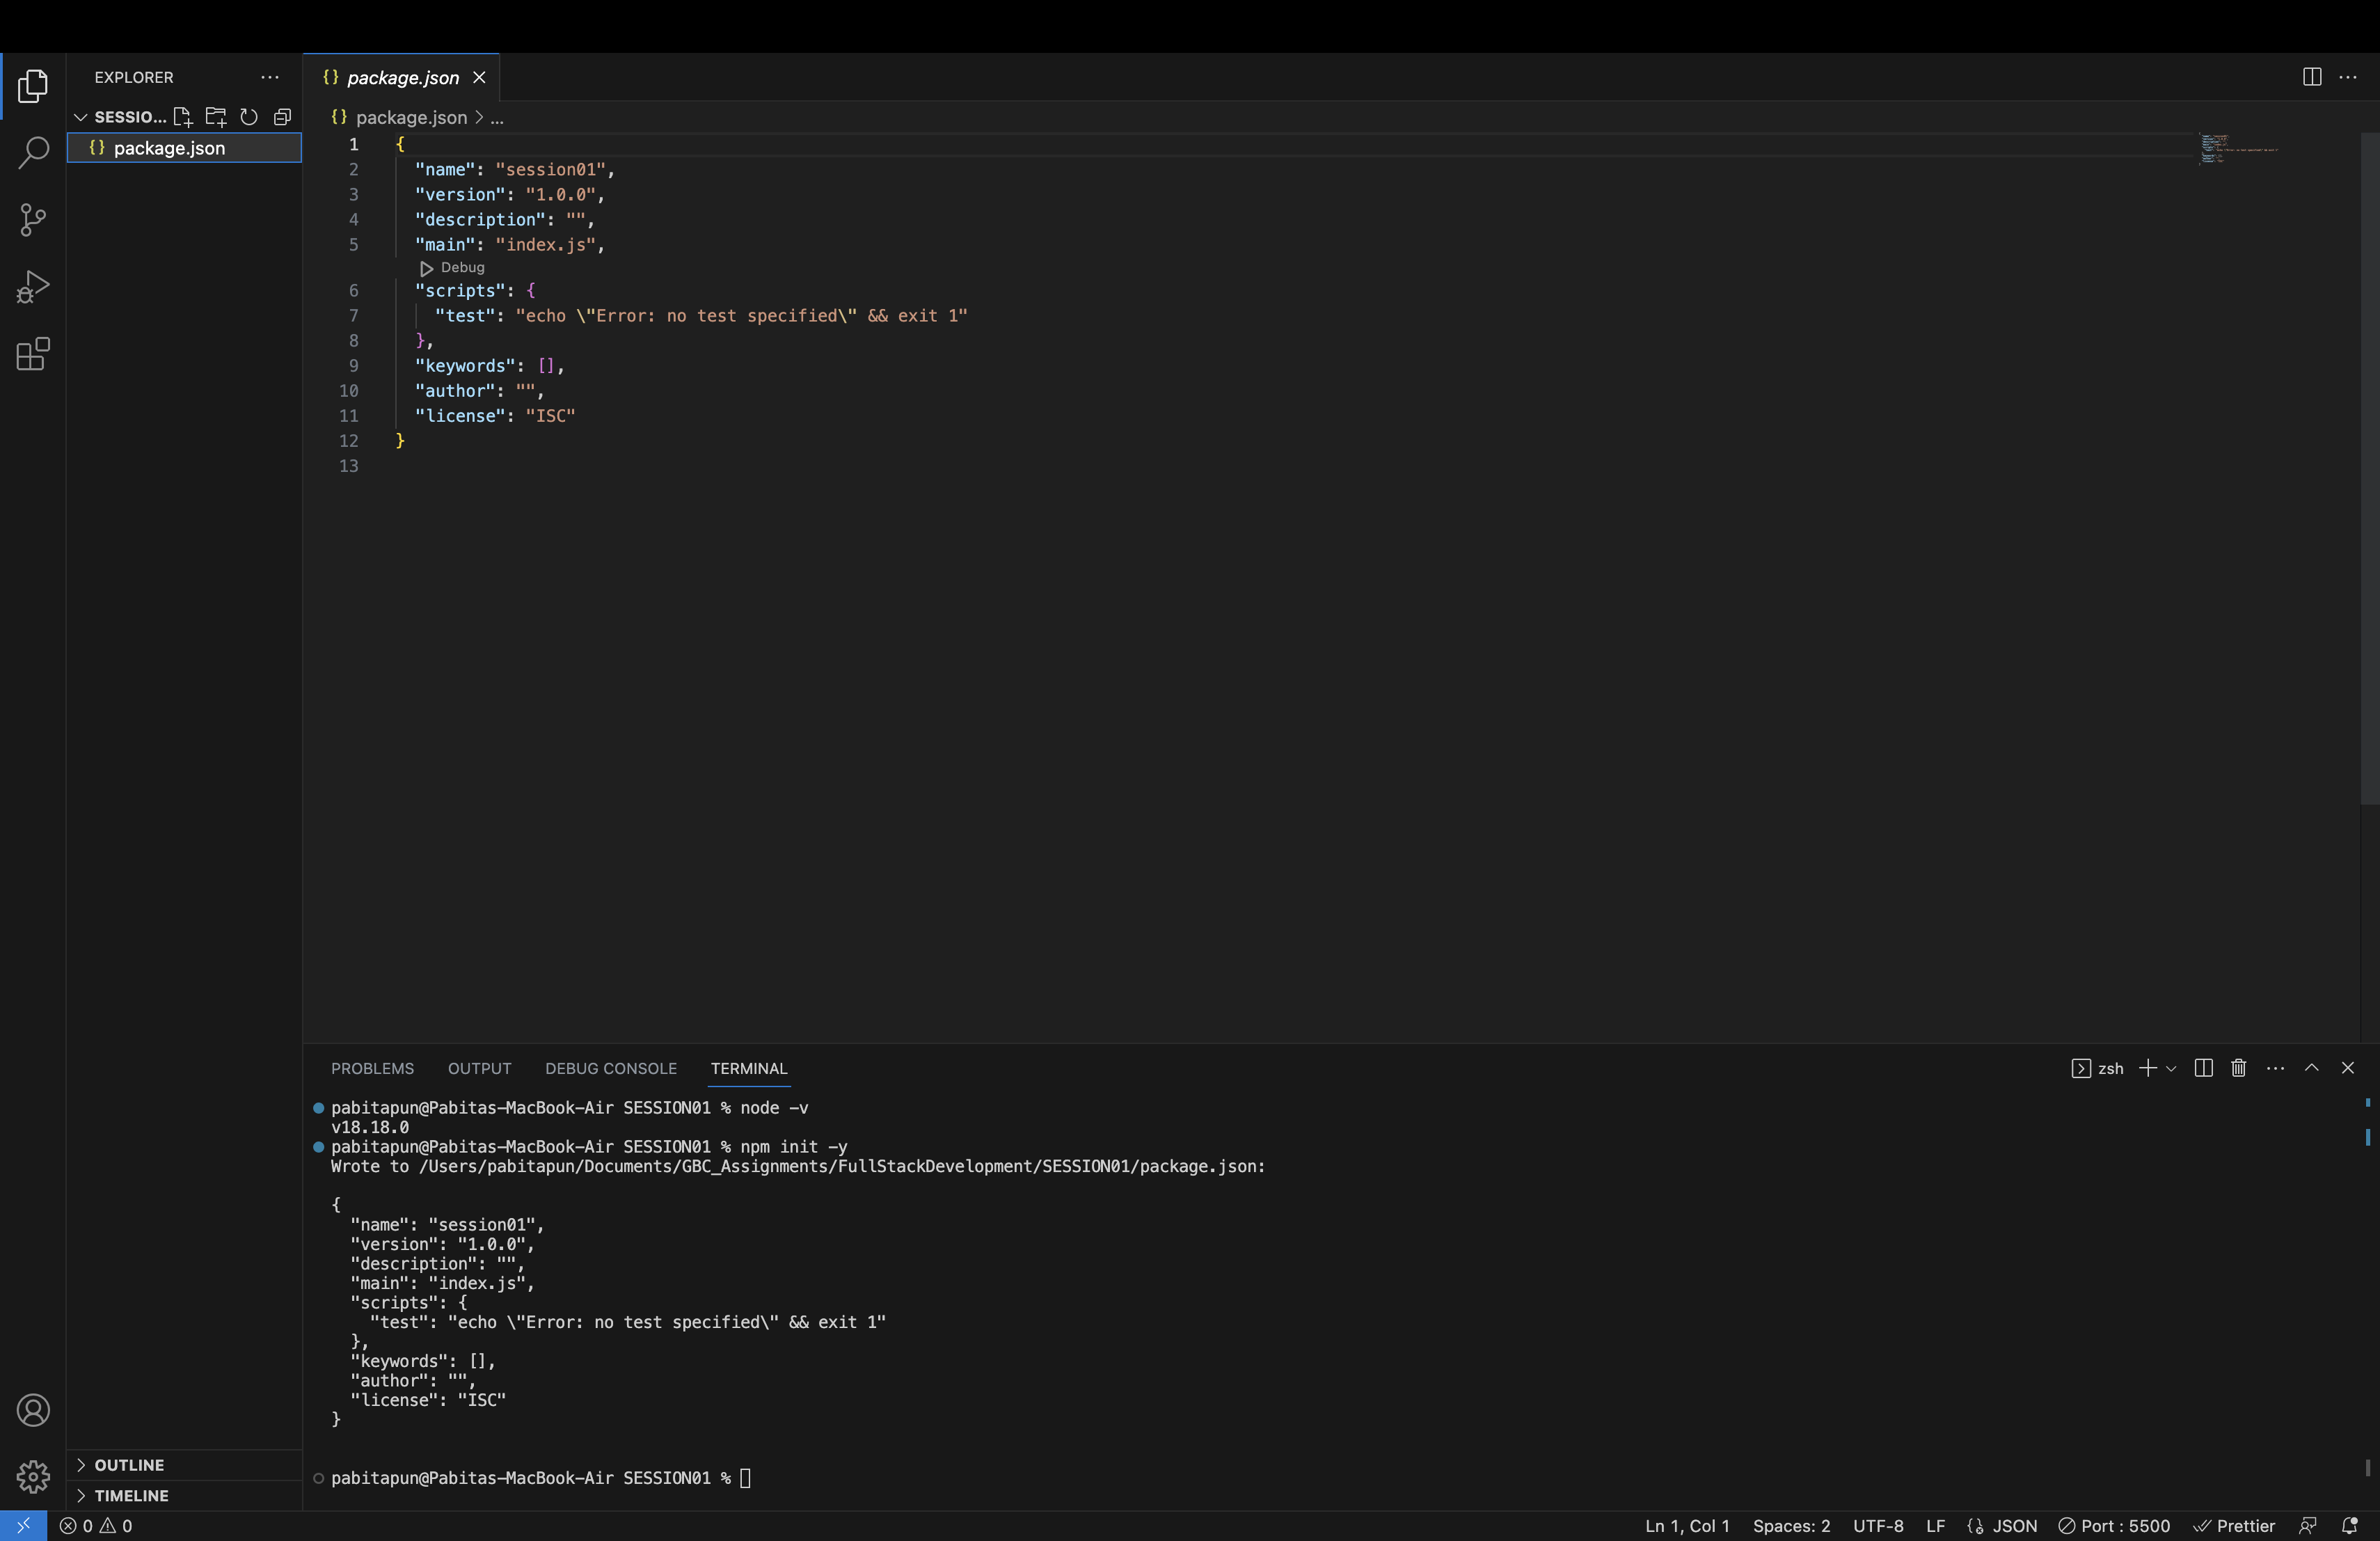 EXPLORER
SESSIO...
{} package.json
{} package.json
{} package.json > ...
1 {
2 "name": "session01",
3 "version": "1.0.0",
4 "description": "",
5 "main": "index.js",
Debug
6 "scripts": {
7 "test": "echo \"Error: no test specified\" && exit 1"
8 },
9 "keywords": [],
10 "author": "",
11 "license": "ISC"
12 }
13
PROBLEMS OUTPUT DEBUG CONSOLE TERMINAL
zsh
pabitapun@Pabitas-MacBook-Air SESSION01 % node -v
v18.18.0
pabitapun@Pabitas-MacBook-Air SESSION01 % npm init -y
Wrote to /Users/pabitapun/Documents/GBC_Assignments/FullStackDevelopment/SESSION01/package.json:
{
"name": "session01",
"version": "1.0.0",
"description": "",
"main": "index.js",
"scripts": {
"test": "echo \"Error: no test specified\" && exit 1"
},
"keywords": [],
"author": "",
"license": "ISC"
}
pabitapun@Pabitas-MacBook-Air SESSION01 %
OUTLINE
TIMELINE
0 0
Ln 1, Col 1 Spaces: 2 UTF-8 LF JSON Port : 5500 Prettier